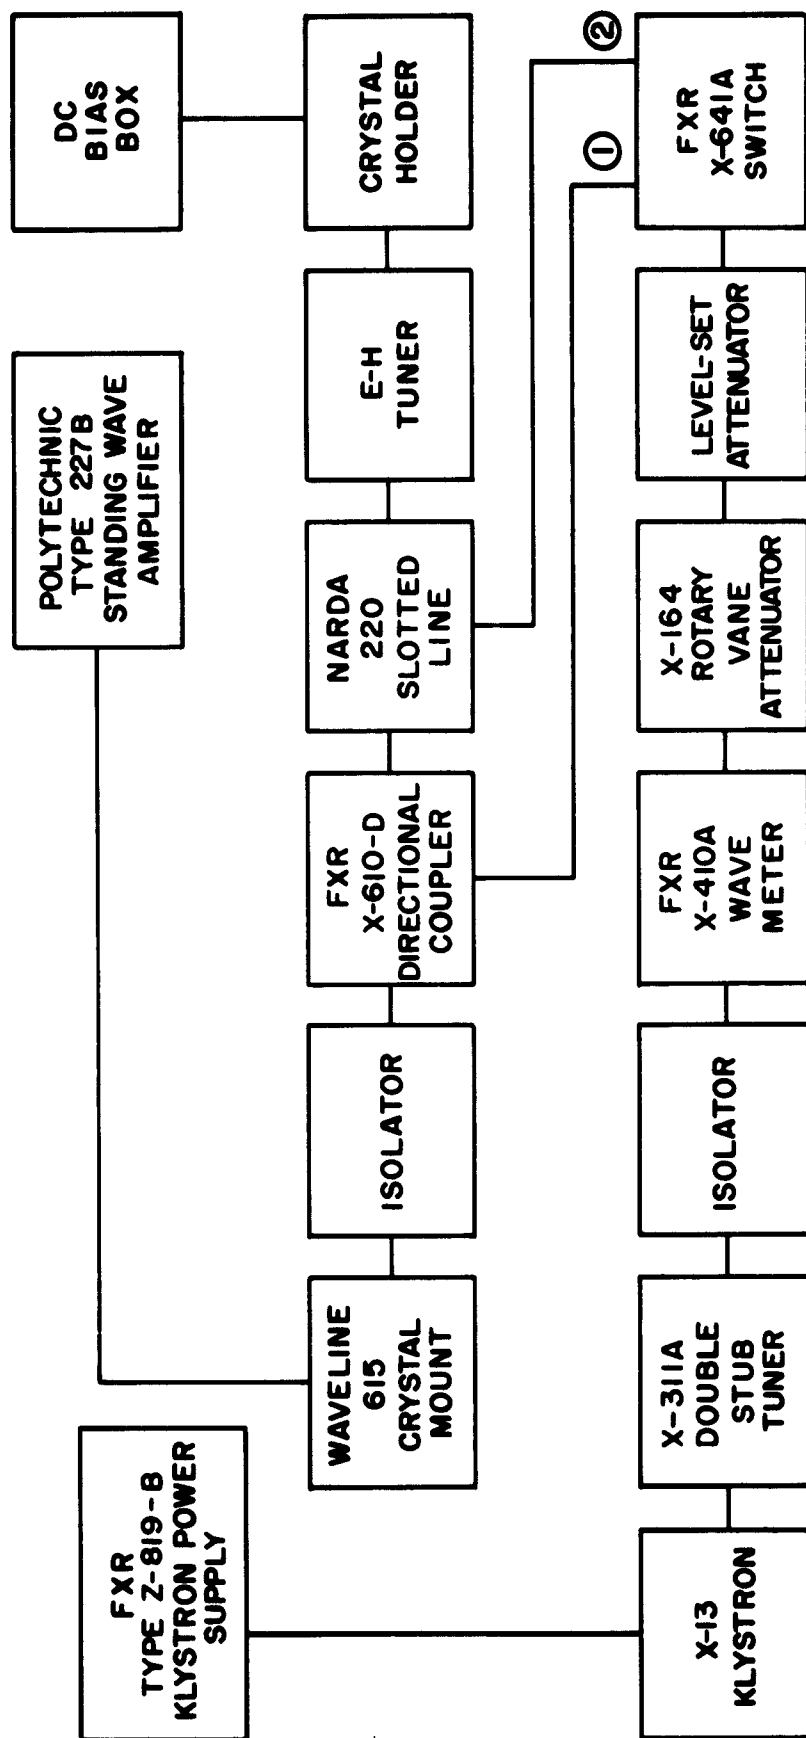 FXR
TYPE Z-819-B
KLYSTRON POWER
SUPPLY
POLYTECHNIC
TYPE 227B
STANDING WAVE
AMPLIFIER
DC
BIAS
BOX
WAVELINE
615
CRYSTAL
MOUNT
ISOLATOR
FXR
X-610-D
DIRECTIONAL
COUPLER
NARDA
220
SLOTTED
LINE
E-H
TUNER
CRYSTAL
HOLDER
1
2
X-13
KLYSTRON
X-311A
DOUBLE
STUB
TUNER
ISOLATOR
FXR
X-410A
WAVE
METER
X-164
ROTARY
VANE
ATTENUATOR
LEVEL-SET
ATTENUATOR
FXR
X-641A
SWITCH